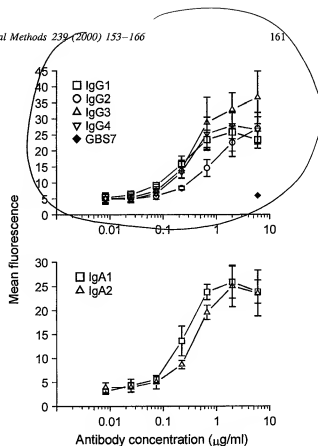 al Methods 239 (2000) 153–166 161
45
40
35
30
25
20
15
10
5
0
IgG1
IgG2
IgG3
IgG4
GBS7
0.01 0.1 1 10
Mean fluorescence
30
25
20
15
10
5
0
IgA1
IgA2
0.01 0.1 1 10
Antibody concentration (µg/ml)